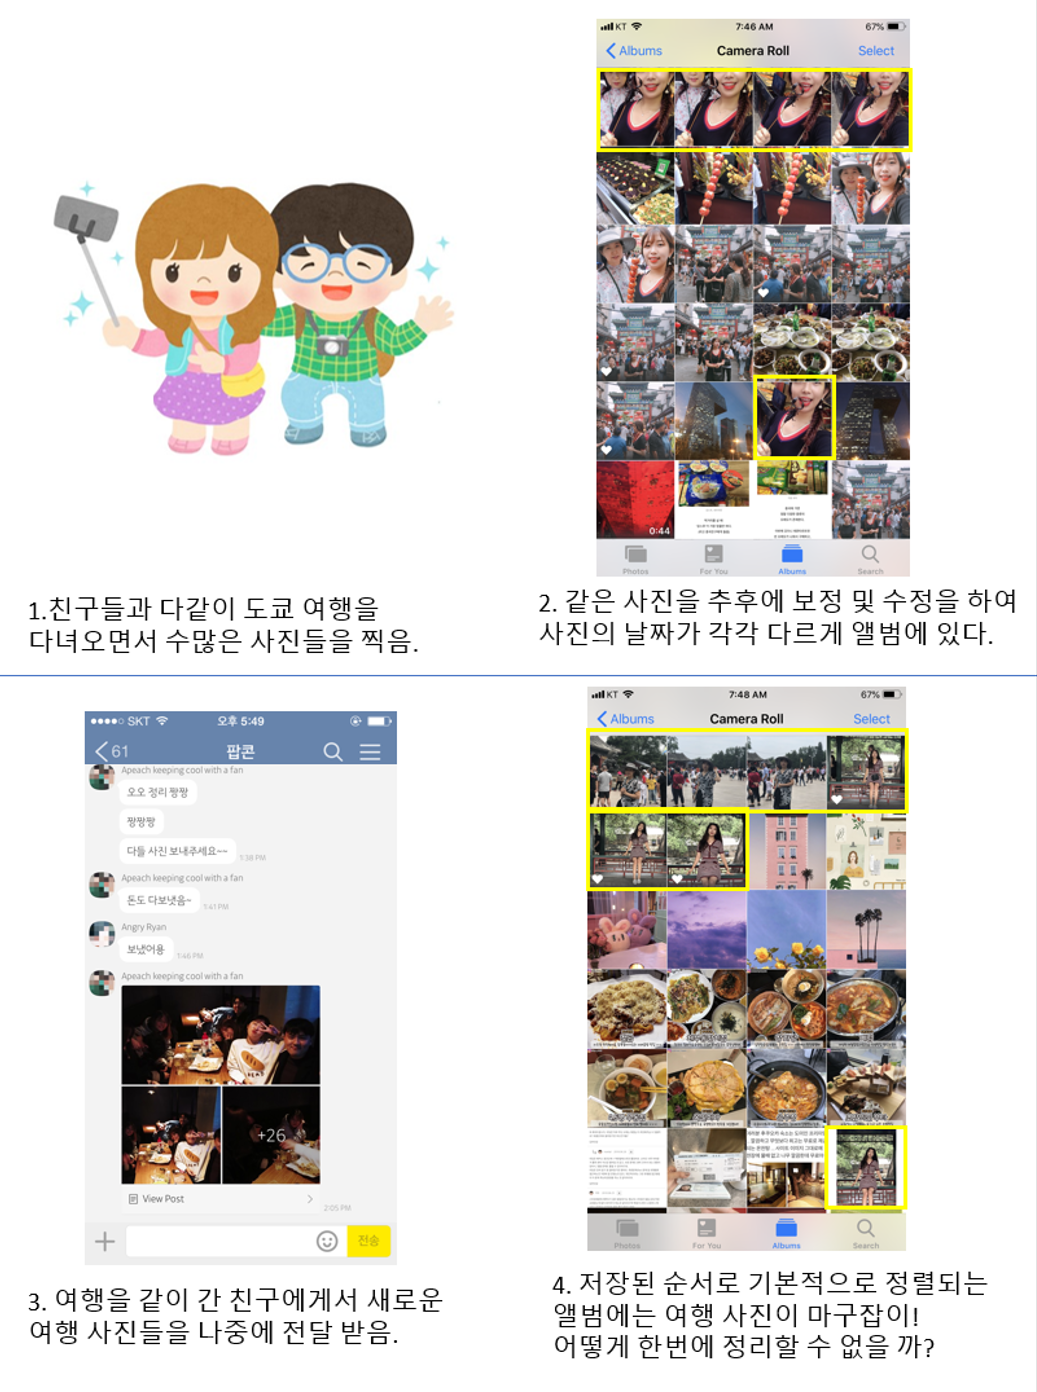 KT 7:46 AM 67%
Albums Camera Roll Select
0:44
Photos For You Albums Search
1.친구들과 다같이 도쿄 여행을
다녀오면서 수많은 사진들을 찍음.
2. 같은 사진을 추후에 보정 및 수정을 하여
사진의 날짜가 각각 다르게 앨범에 있다.
SKT 오후 5:49
61 팝콘
Apeach keeping cool with a fan
오오 정리 짱짱
짱짱짱
다들 사진 보내주세요~~ 1:38 PM
Apeach keeping cool with a fan
돈도 다보냇음~ 1:41 PM
Angry Ryan
보냈어용 1:46 PM
Apeach keeping cool with a fan
+26
View Post
2:05 PM
전송
3. 여행을 같이 간 친구에게서 새로운
여행 사진들을 나중에 전달 받음.
KT 7:48 AM 67%
Albums Camera Roll Select
Photos For You Albums Search
4. 저장된 순서로 기본적으로 정렬되는
앨범에는 여행 사진이 마구잡이!
어떻게 한번에 정리할 수 없을 까?